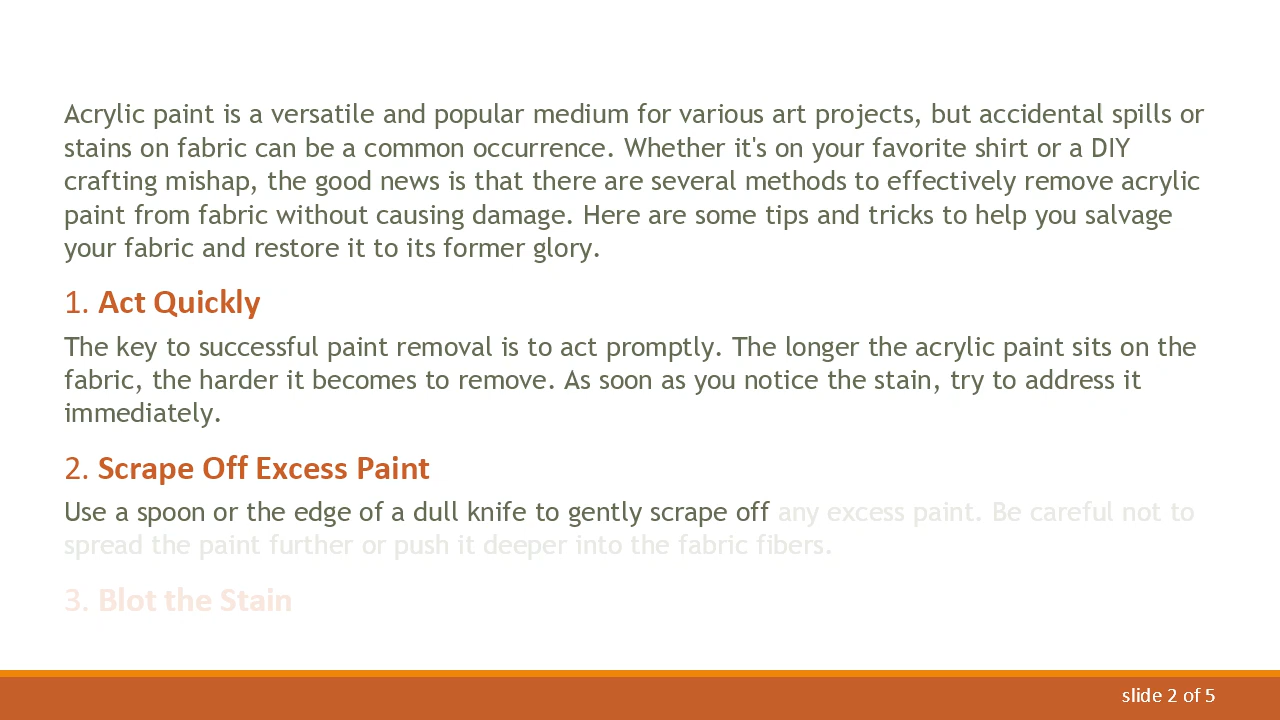 Acrylic paint is a versatile and popular medium for various art projects, but accidental spills or
stains on fabric can be a common occurrence. Whether it's on your favorite shirt or a DIY
crafting mishap, the good news is that there are several methods to effectively remove acrylic
paint from fabric without causing damage. Here are some tips and tricks to help you salvage
your fabric and restore it to its former glory.
1. Act Quickly
The key to successful paint removal is to act promptly. The longer the acrylic paint sits on the
fabric, the harder it becomes to remove. As soon as you notice the stain, try to address it
immediately.
2. Scrape Off Excess Paint
Use a spoon or the edge of a dull knife to gently scrape off any excess paint. Be careful not to
spread the paint further or push it deeper into the fabric fibers.
3. Blot the Stain
slide 2 of 5